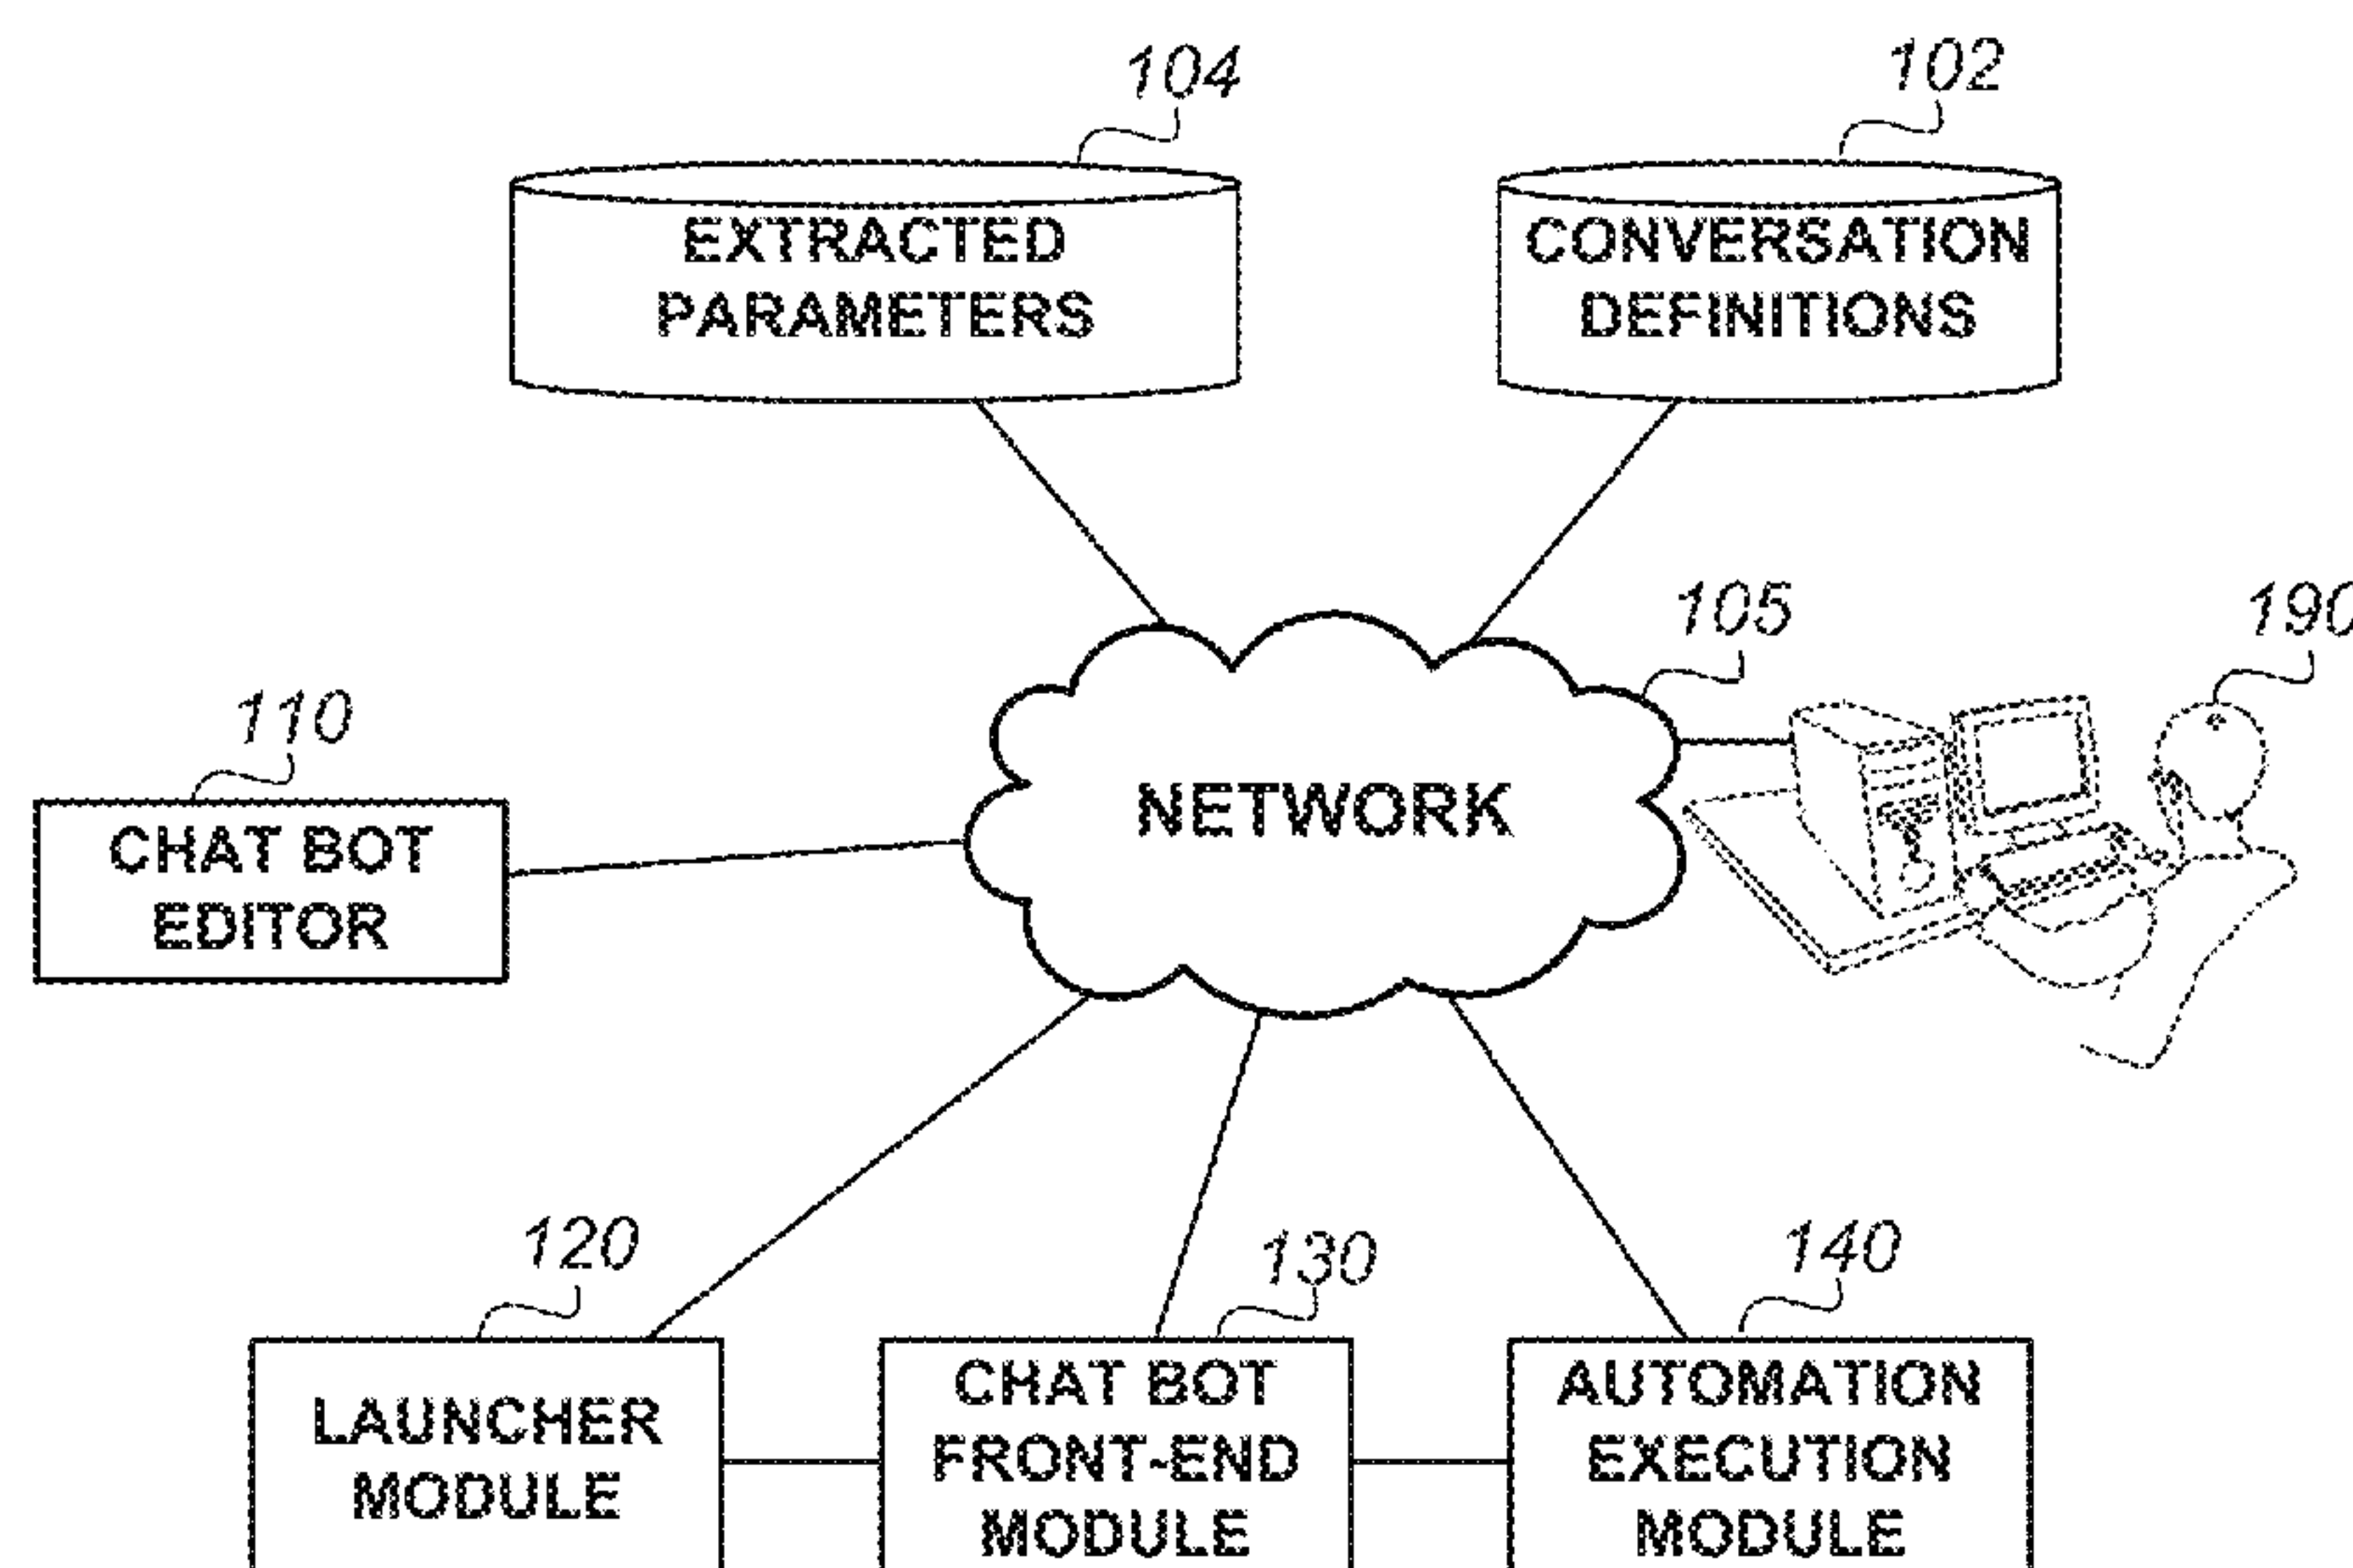 104
102
EXTRACTED
PARAMETERS
CONVERSATION
DEFINITIONS
105
190
110
NETWORK
CHAT BOT
EDITOR
120
130
140
LAUNCHER
MODULE
CHAT BOT
FRONT-END
MODULE
AUTOMATION
EXECUTION
MODULE